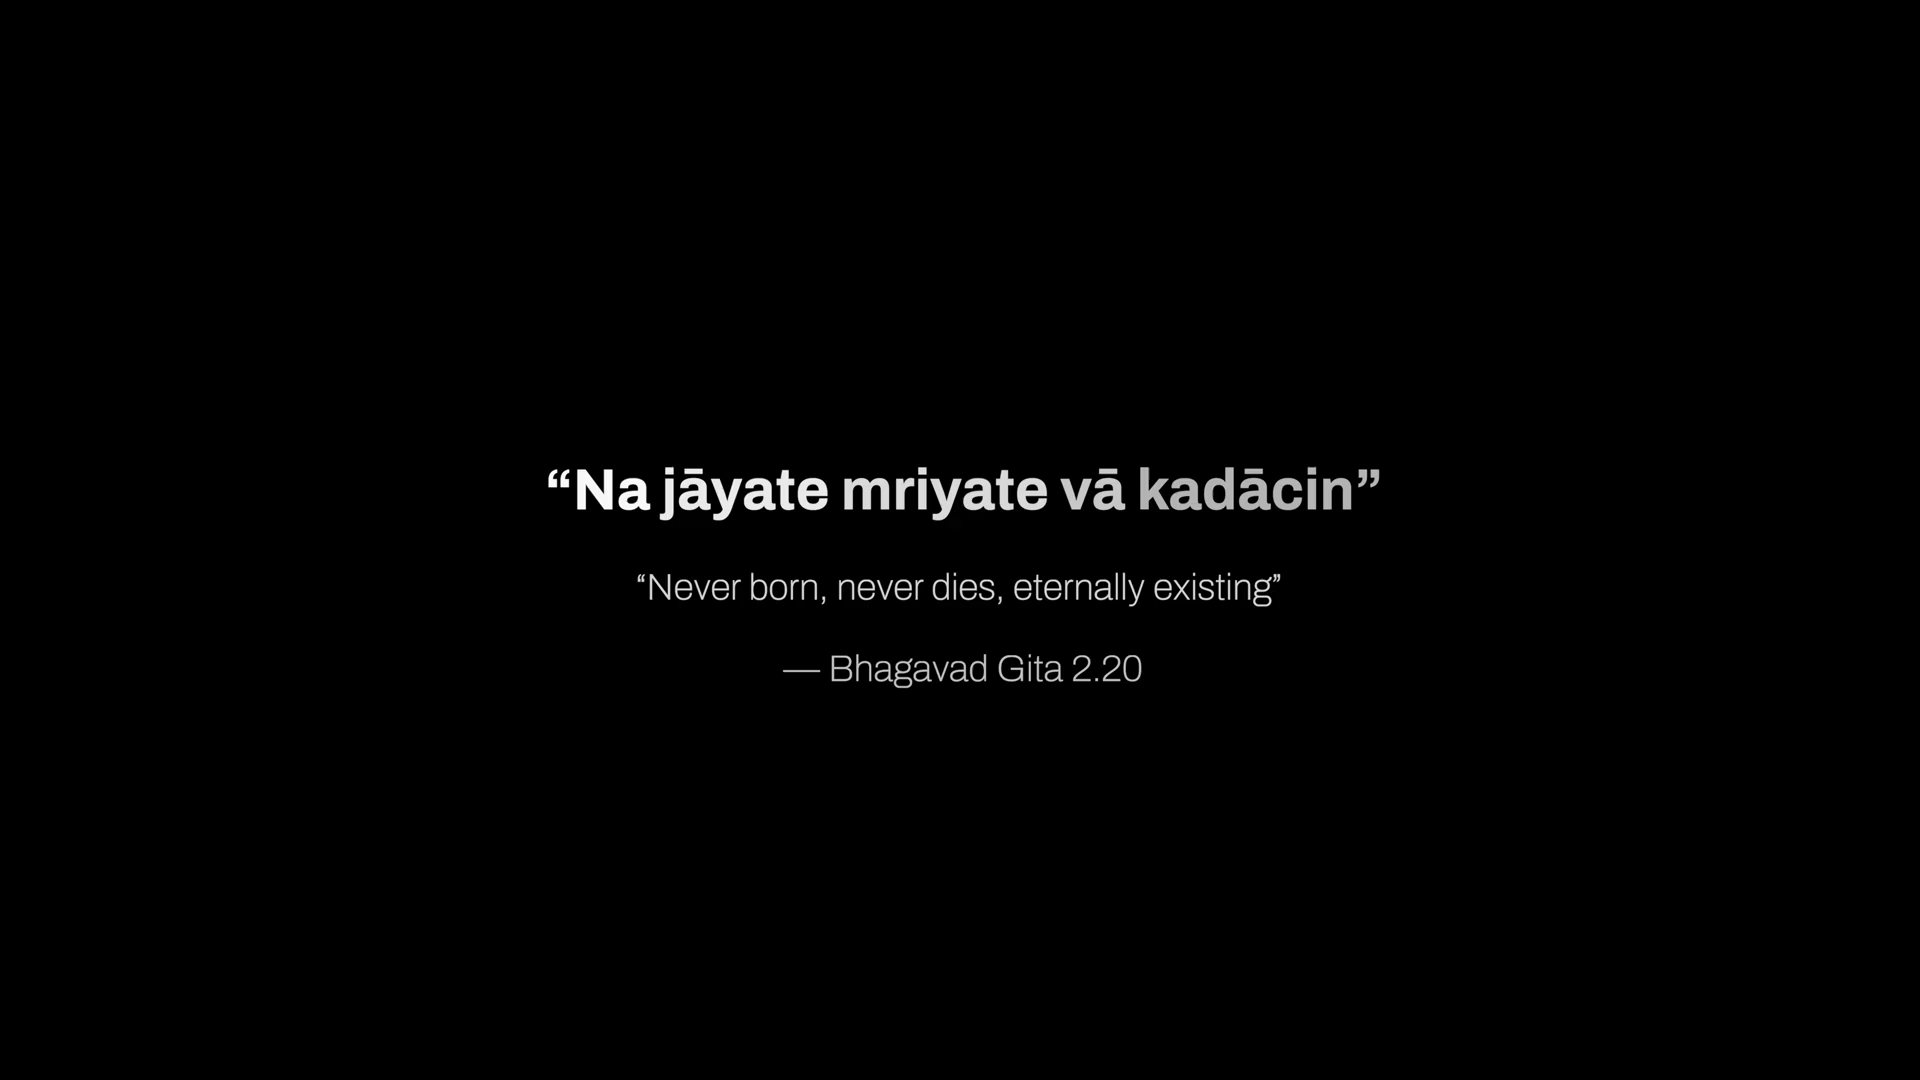 “Na jāyate mriyate vā kadācin”
“Never born, never dies, eternally existing”
— Bhagavad Gita 2.20